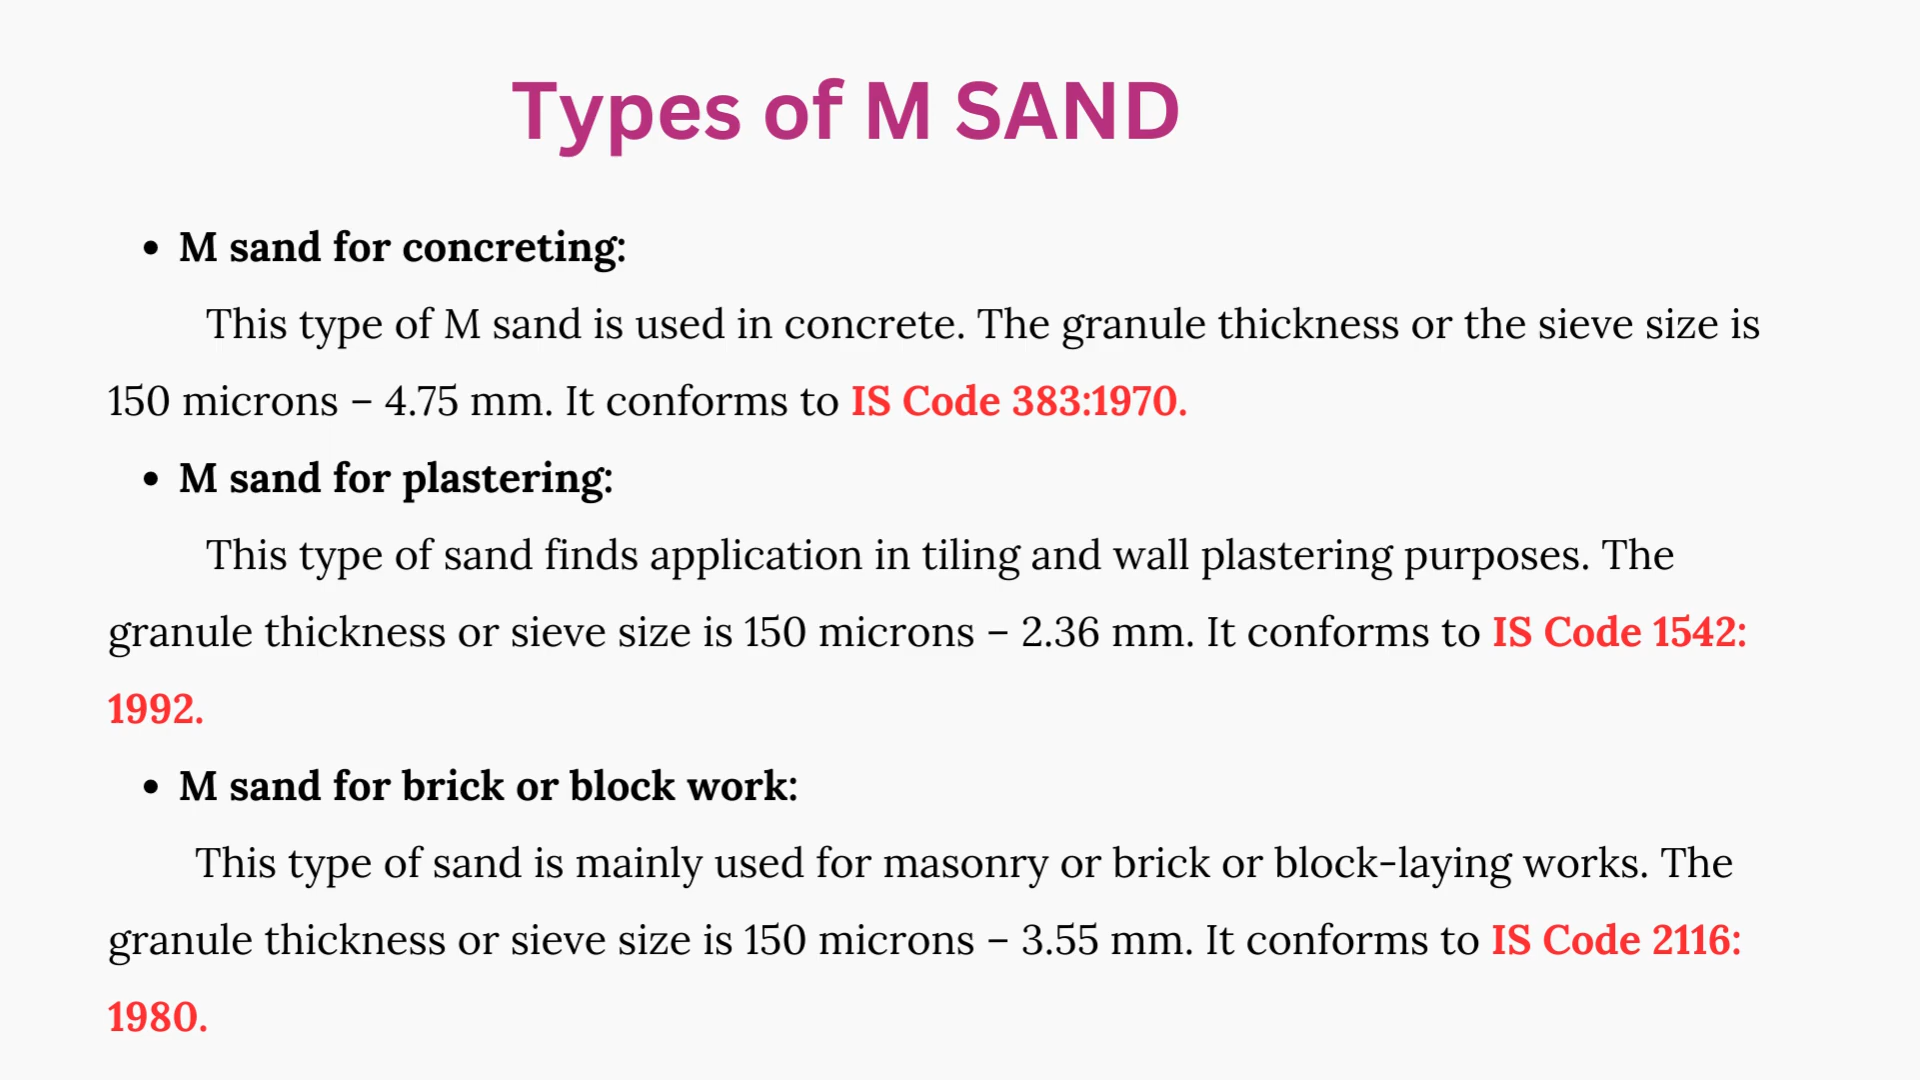 Types of M SAND
• M sand for concreting:
This type of M sand is used in concrete. The granule thickness or the sieve size is
150 microns – 4.75 mm. It conforms to IS Code 383:1970.
• M sand for plastering:
This type of sand finds application in tiling and wall plastering purposes. The
granule thickness or sieve size is 150 microns – 2.36 mm. It conforms to IS Code 1542:
1992.
• M sand for brick or block work:
This type of sand is mainly used for masonry or brick or block-laying works. The
granule thickness or sieve size is 150 microns – 3.55 mm. It conforms to IS Code 2116:
1980.